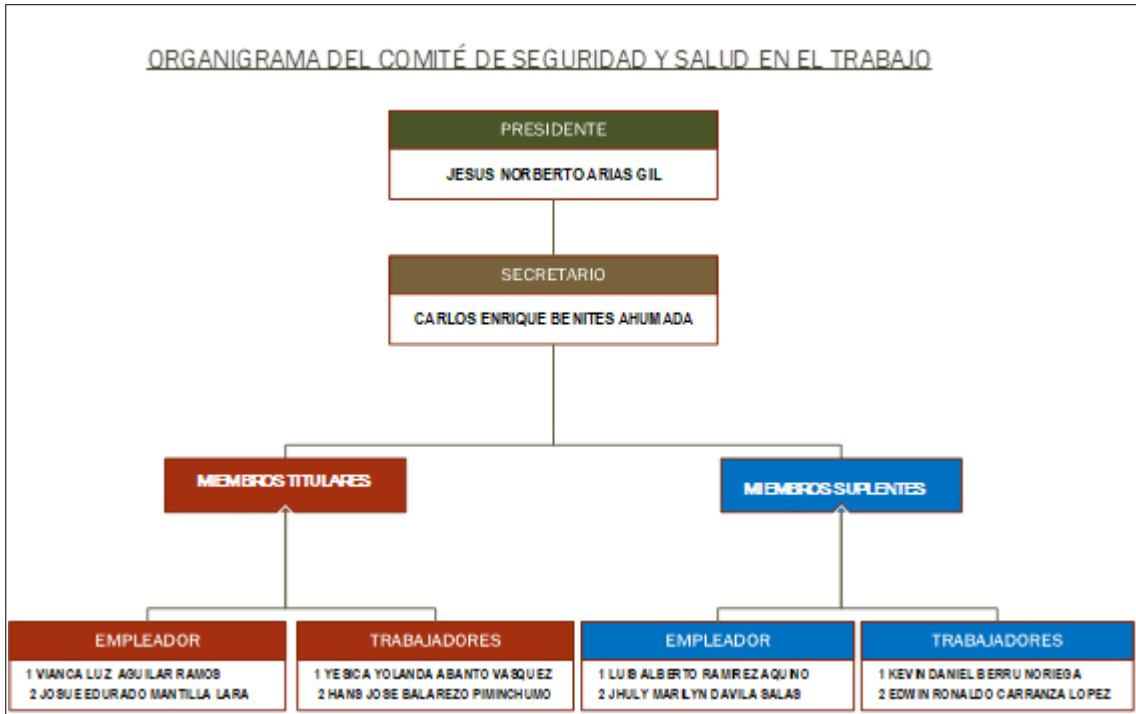 ORGANIGRAMA DEL COMITÉ DE SEGURIDAD Y SALUD EN EL TRABAJO
PRESIDENTE
JESUS NORBERTO ARIAS GIL
SECRETARIO
CARLOS ENRIQUE BENITES AHUMADA
MIEMBROS TITULARES
MIEMBROS SUPLENTES
EMPLEADOR
1 VIANCA LUZ AGUILAR RAMOS
2 JOSUE EDURADO MANTILLA LARA
TRABAJADORES
1 YESICA YOLANDA ABANTO VASQUEZ
2 HANS JOSE BALAREZO PIMINCHUMO
EMPLEADOR
1 LUIS ALBERTO RAMIREZ AQUINO
2 JHULY MARILYN DAVILA SALAS
TRABAJADORES
1 KEVIN DANIEL BERRU NORIEGA
2 EDWIN RONALDO CARRANZA LOPEZ